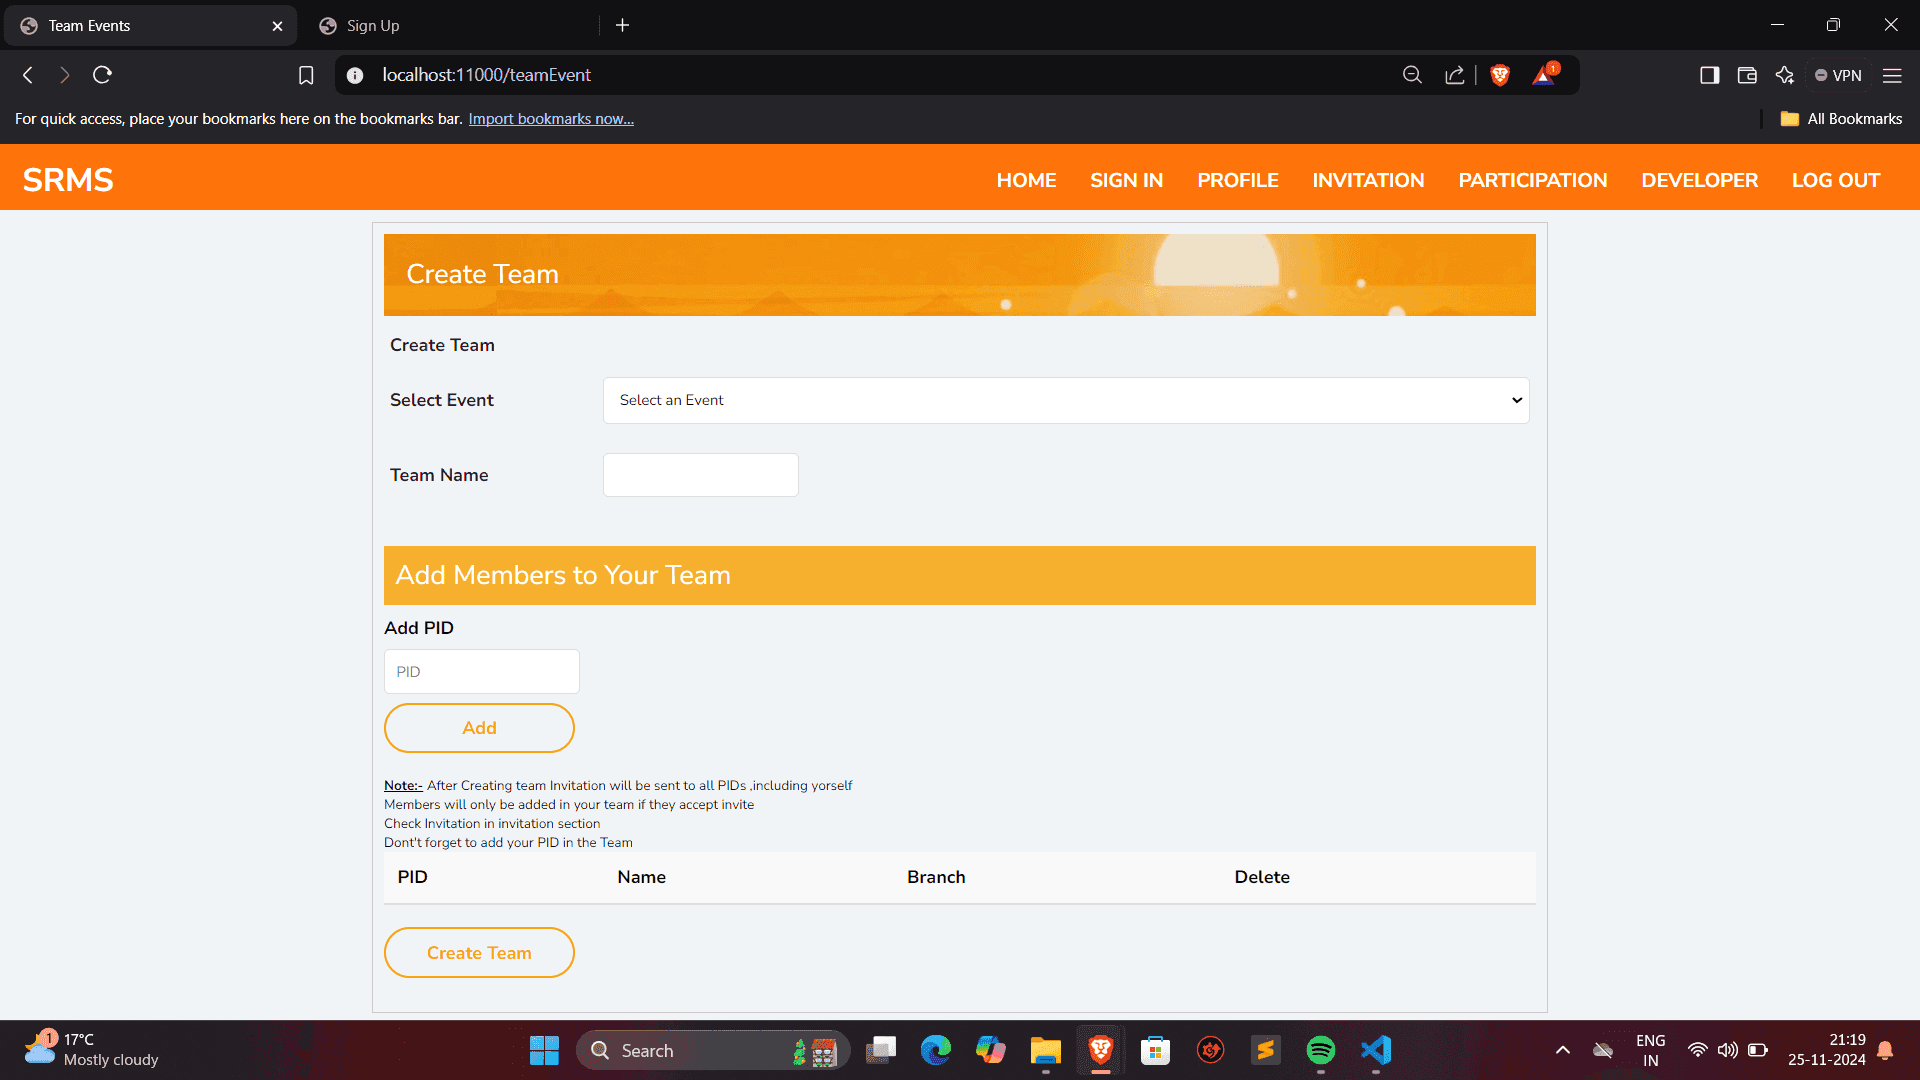 Team Events
Sign Up
localhost:11000/teamEvent
1
VPN
For quick access, place your bookmarks here on the bookmarks bar. Import bookmarks now...
All Bookmarks
SRMS
HOME SIGN IN PROFILE INVITATION PARTICIPATION DEVELOPER LOG OUT
Create Team
Create Team
Select Event
Select an Event
Team Name
Add Members to Your Team
Add PID
PID
Add
Note:- After Creating team Invitation will be sent to all PIDs ,including yorself
Members will only be added in your team if they accept invite
Check Invitation in invitation section
Dont't forget to add your PID in the Team
PID Name Branch Delete
Create Team
1
17°C
Mostly cloudy
Search
ENG
IN
21:19
25-11-2024